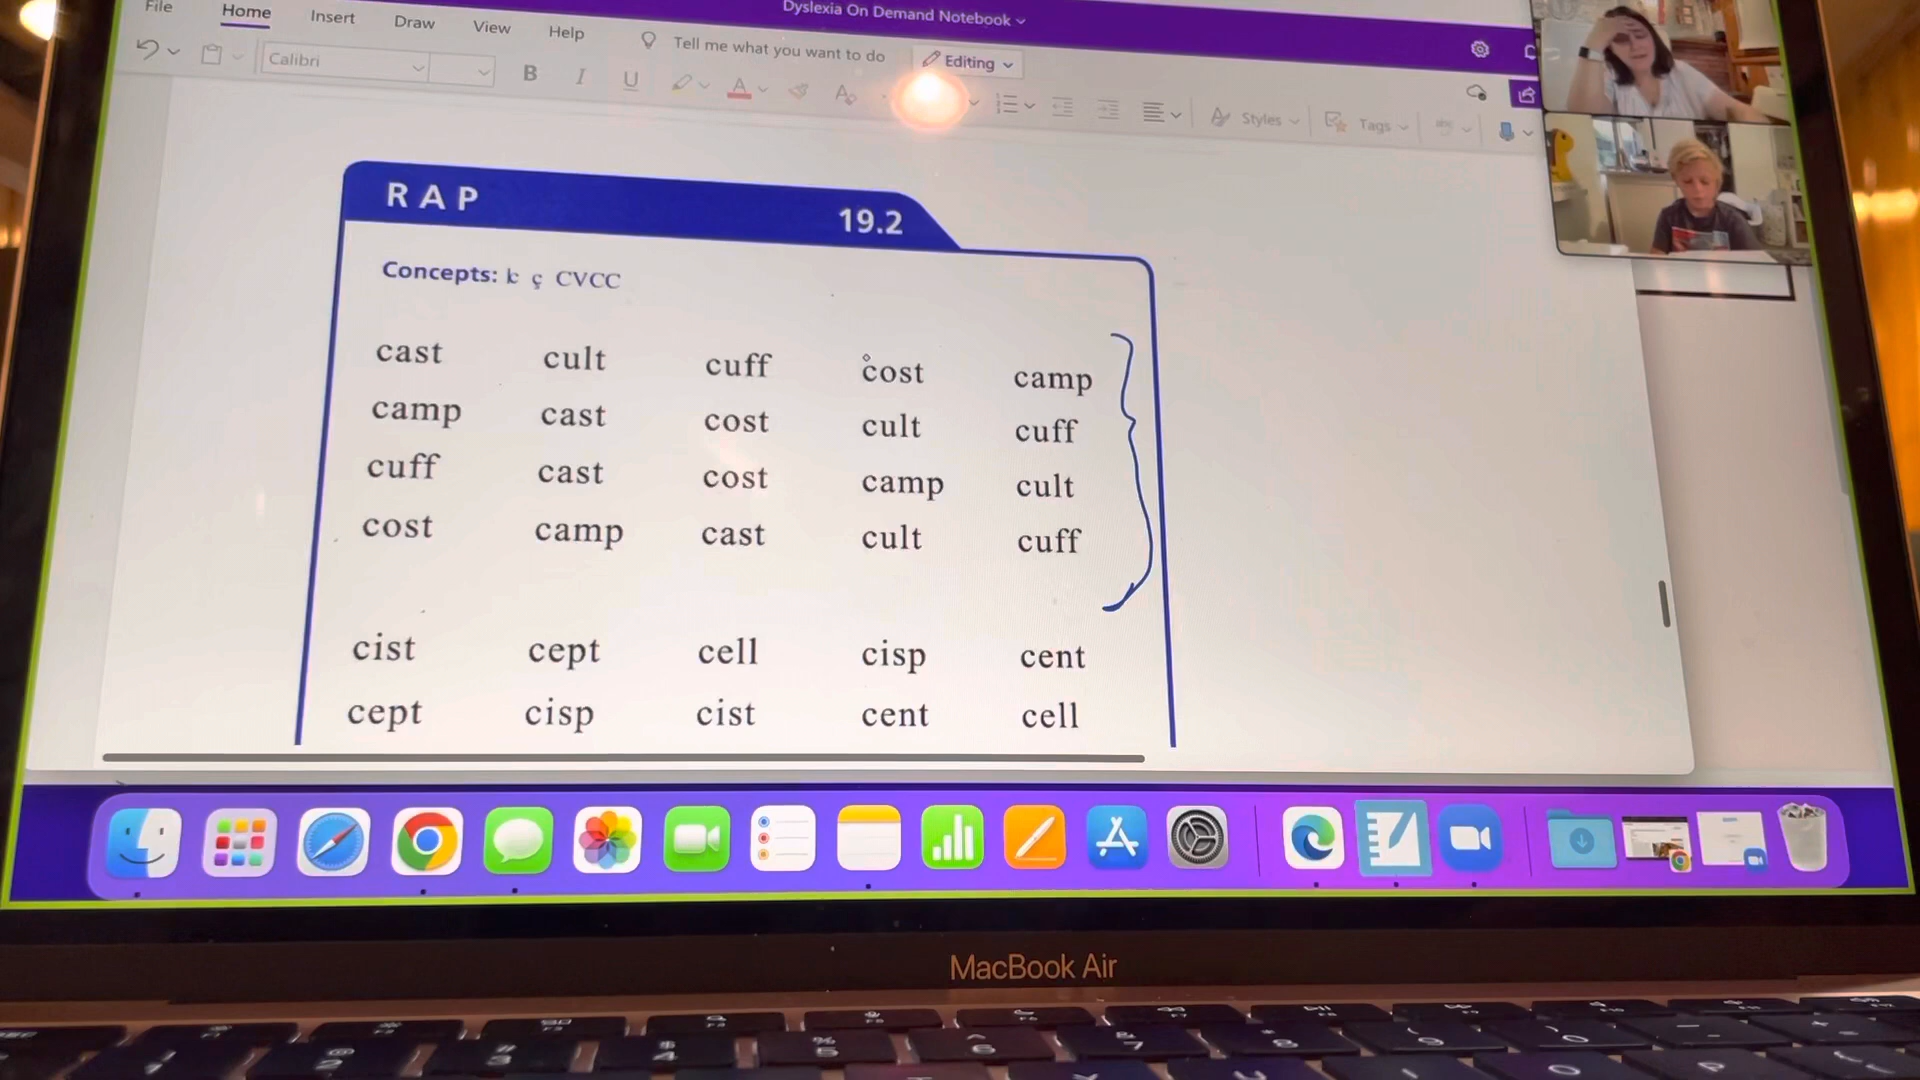 Dyslexia On Demand Notebook
File Home Insert Draw View Help Tell me what you want to do Editing
Calibri B I U A A Styles Tags
RAP 19.2
Concepts: ꝁ ç CVCC
cast cult cuff cost camp
camp cast cost cult cuff
cuff cast cost camp cult
cost camp cast cult cuff
cist cept cell cisp cent
cept cisp cist cent cell
MacBook Air